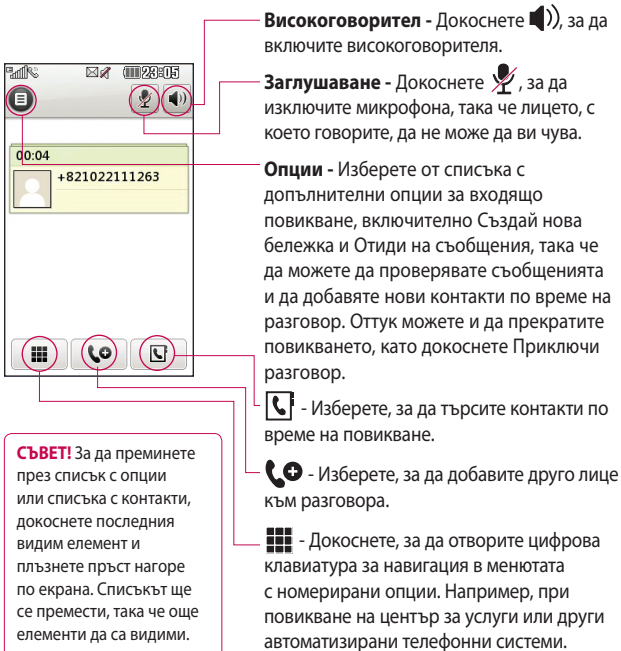 Високоговорител - Докоснете , за да
включите високоговорителя.
Заглушаване - Докоснете , за да
изключите микрофона, така че лицето, с
което говорите, да не може да ви чува.
Опции - Изберете от списъка с
допълнителни опции за входящо
повикване, включително Създай нова
бележка и Отиди на съобщения, така че
да можете да проверявате съобщенията
и да добавяте нови контакти по време на
разговор. Оттук можете и да прекратите
повикването, като докоснете Приключи
разговор.
- Изберете, за да търсите контакти по
време на повикване.
- Изберете, за да добавите друго лице
към разговора.
- Докоснете, за да отворите цифрова
клавиатура за навигация в менютата
с номерирани опции. Например, при
повикване на център за услуги или други
автоматизирани телефонни системи.
23:05
00:04
+821022111263
СЪВЕТ! За да преминете
през списък с опции
или списъка с контакти,
докоснете последния
видим елемент и
плъзнете пръст нагоре
по екрана. Списъкът ще
се премести, така че още
елементи да са видими.